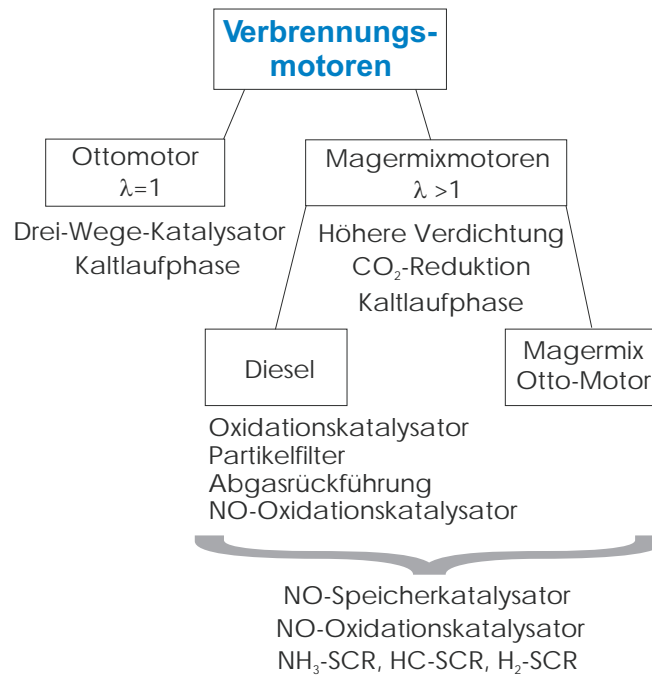 Verbrennungs-
motoren
Ottomotor
λ=1
Magermixmotoren
λ >1
Drei-Wege-Katalysator
Kaltlaufphase
Höhere Verdichtung
CO₂-Reduktion
Kaltlaufphase
Diesel
Magermix
Otto-Motor
Oxidationskatalysator
Partikelfilter
Abgasrückführung
NO-Oxidationskatalysator
NO-Speicherkatalysator
NO-Oxidationskatalysator
NH₃-SCR, HC-SCR, H₂-SCR